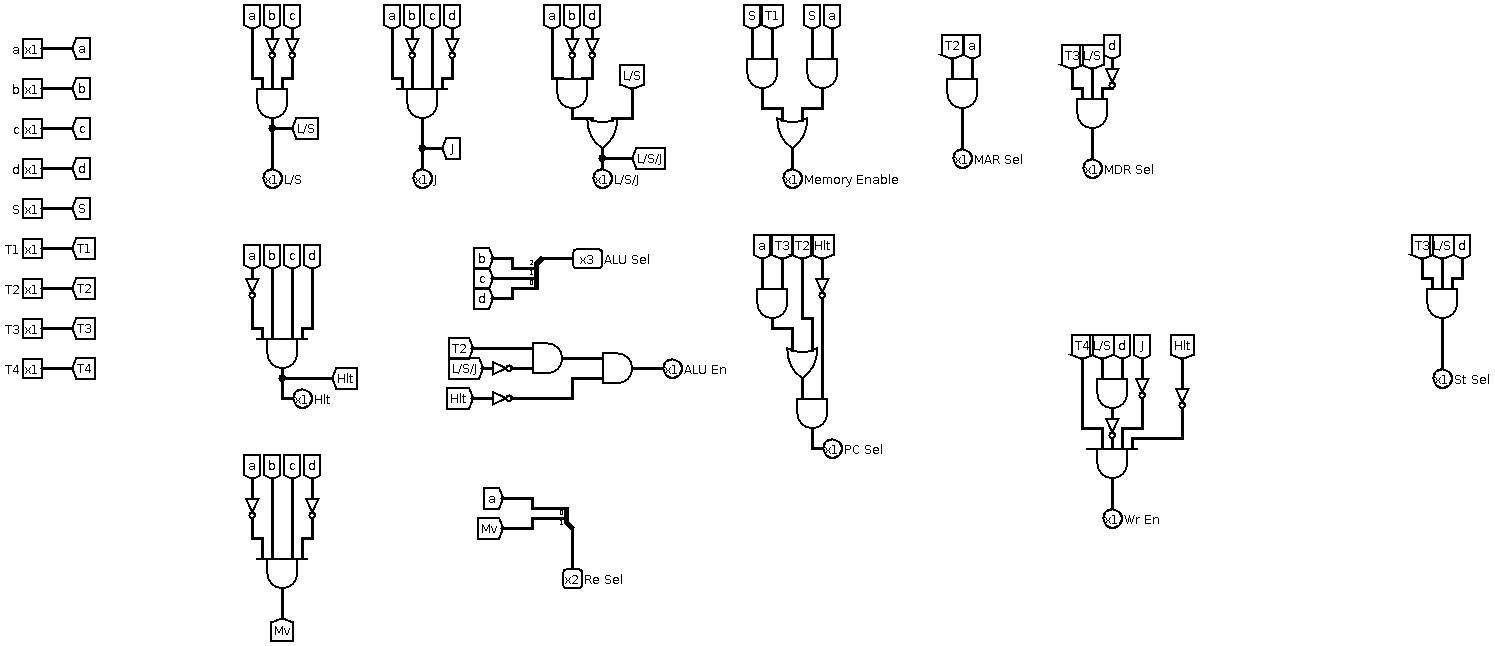 a b c
a b c d
a b d
S T1 S a
T2 a
T3 L/S d
a x1 a
b x1 b
c x1 c
d x1 d
S x1 S
T1 x1 T1
T2 x1 T2
T3 x1 T3
T4 x1 T4
L/S
x1 L/S
J
x1 J
L/S
L/S/J
x1 L/S/J
x1 Memory Enable
x1 MAR Sel
x1 MDR Sel
a b c d
Hlt
x1 Hlt
b
c
d
2
1
0
x3 ALU Sel
T2
L/S/J
Hlt
x1 ALU En
a T3 T2 Hlt
x1 PC Sel
T4 L/S d J Hlt
x1 Wr En
T3 L/S d
x1 St Sel
a b c d
Mv
a
Mv
0
1
x2 Re Sel